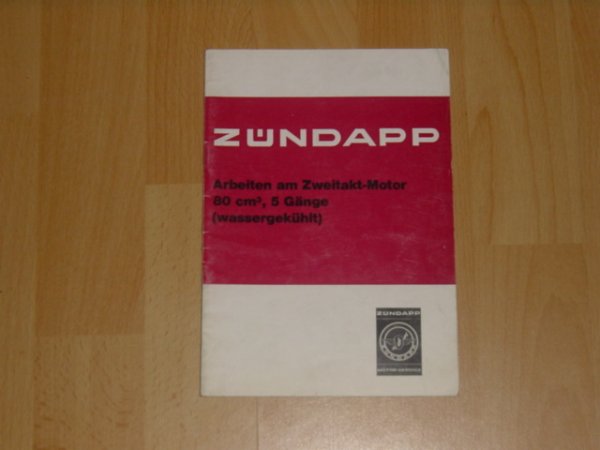 ZÜNDAPP
Arbeiten am Zweitakt-Motor
80 cm³, 5 Gänge
(wassergekühlt)
ZÜNDAPP